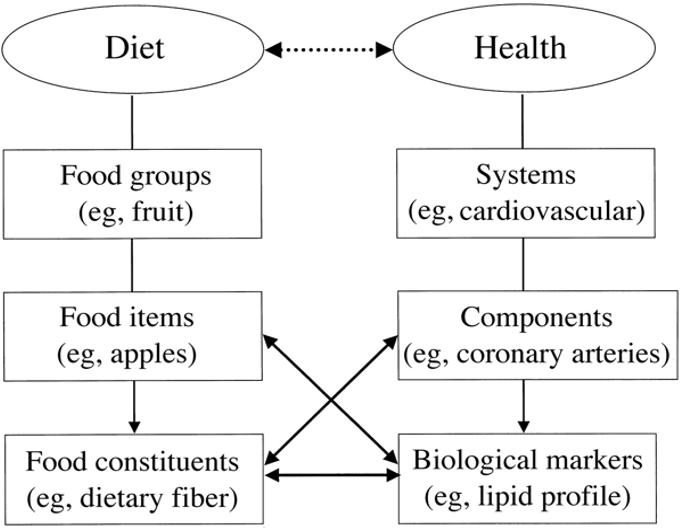 Diet
Health
Food groups
(eg, fruit)
Systems
(eg, cardiovascular)
Food items
(eg, apples)
Components
(eg, coronary arteries)
Food constituents
(eg, dietary fiber)
Biological markers
(eg, lipid profile)